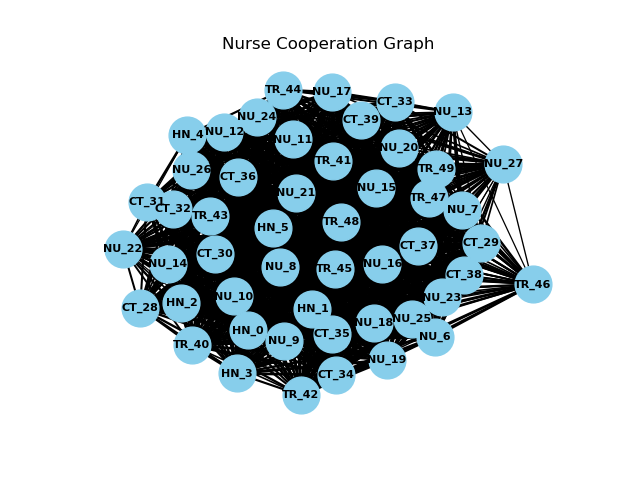 Nurse Cooperation Graph
TR_44
NU_17
CT_33
NU_13
NU_24
CT_39
HN_4
NU_12
NU_11
NU_20
TR_41
NU_27
NU_26
TR_49
CT_36
NU_15
NU_21
TR_47
CT_31
CT_32
NU_7
TR_43
TR_48
HN_5
CT_29
CT_37
NU_22
CT_30
NU_14
NU_16
NU_8
TR_45
CT_38
TR_46
NU_10
NU_23
HN_2
CT_28
HN_1
NU_25
NU_18
HN_0
CT_35
NU_6
NU_9
TR_40
NU_19
HN_3
CT_34
TR_42